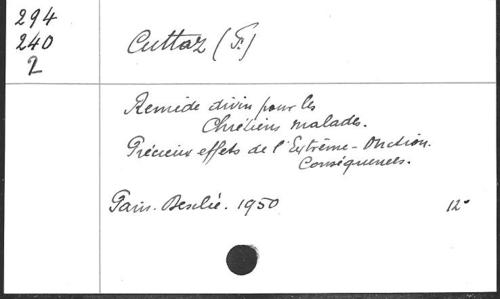 294
240
2
Cuttaz (F.)
Remède divin pour les
Chrétiens malades.
Précieux effets de l'Extrême-Onction.
Conséquences.
Paris. 1950 12°